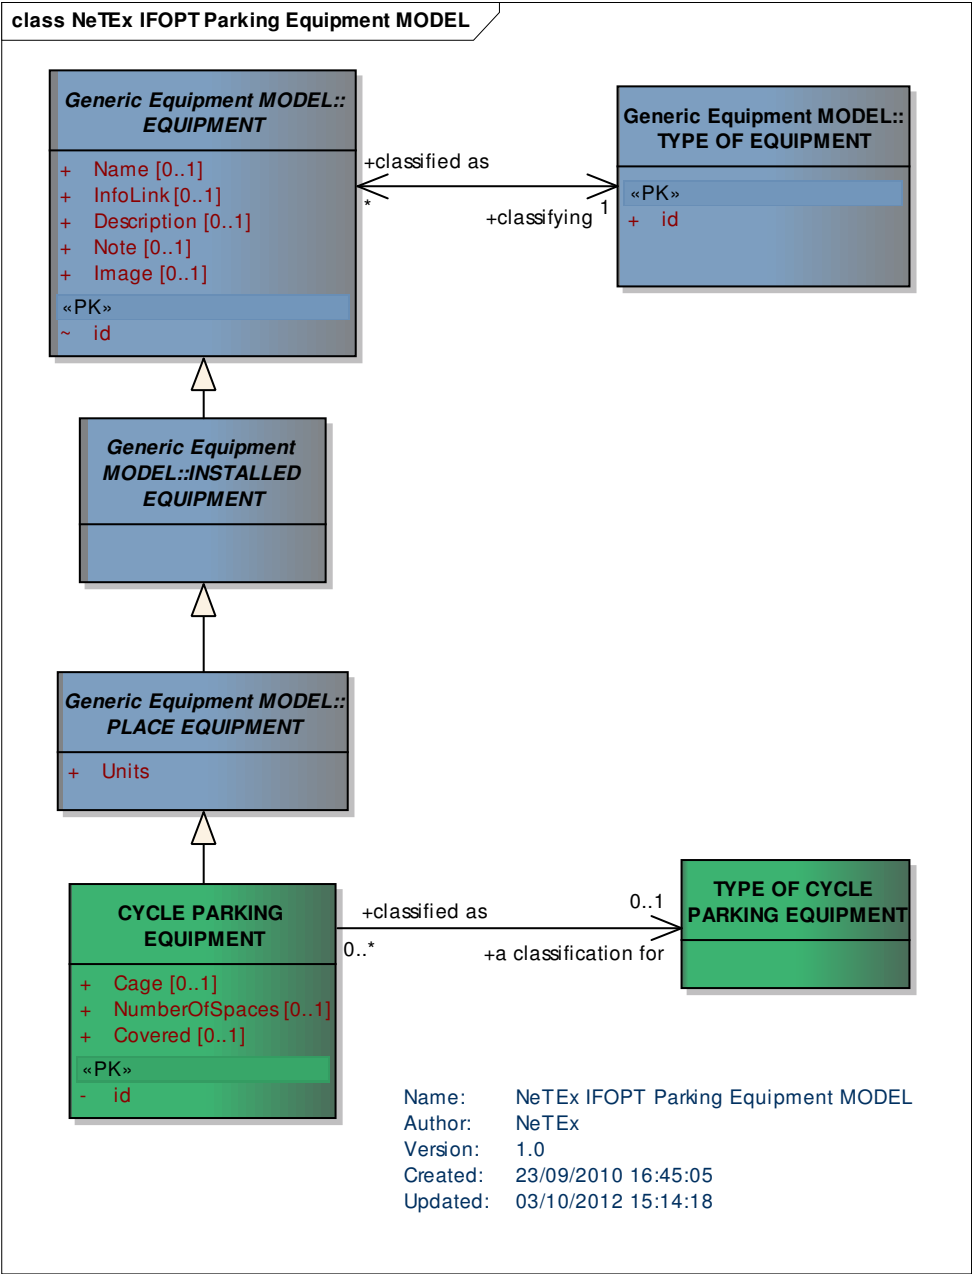 class NeTEx IFOPT Parking Equipment MODEL
Generic Equipment MODEL::
EQUIPMENT
+ Name [0..1]
+ InfoLink [0..1]
+ Description [0..1]
+ Note [0..1]
+ Image [0..1]
«PK»
~ id
+classified as
*
+classifying 1
Generic Equipment MODEL::
TYPE OF EQUIPMENT
«PK»
+ id
Generic Equipment
MODEL::INSTALLED
EQUIPMENT
Generic Equipment MODEL::
PLACE EQUIPMENT
+ Units
CYCLE PARKING
EQUIPMENT
+ Cage [0..1]
+ NumberOfSpaces [0..1]
+ Covered [0..1]
«PK»
- id
+classified as
0..*
0..1
+a classification for
TYPE OF CYCLE
PARKING EQUIPMENT
Name: NeTEx IFOPT Parking Equipment MODEL
Author: NeTEx
Version: 1.0
Created: 23/09/2010 16:45:05
Updated: 03/10/2012 15:14:18